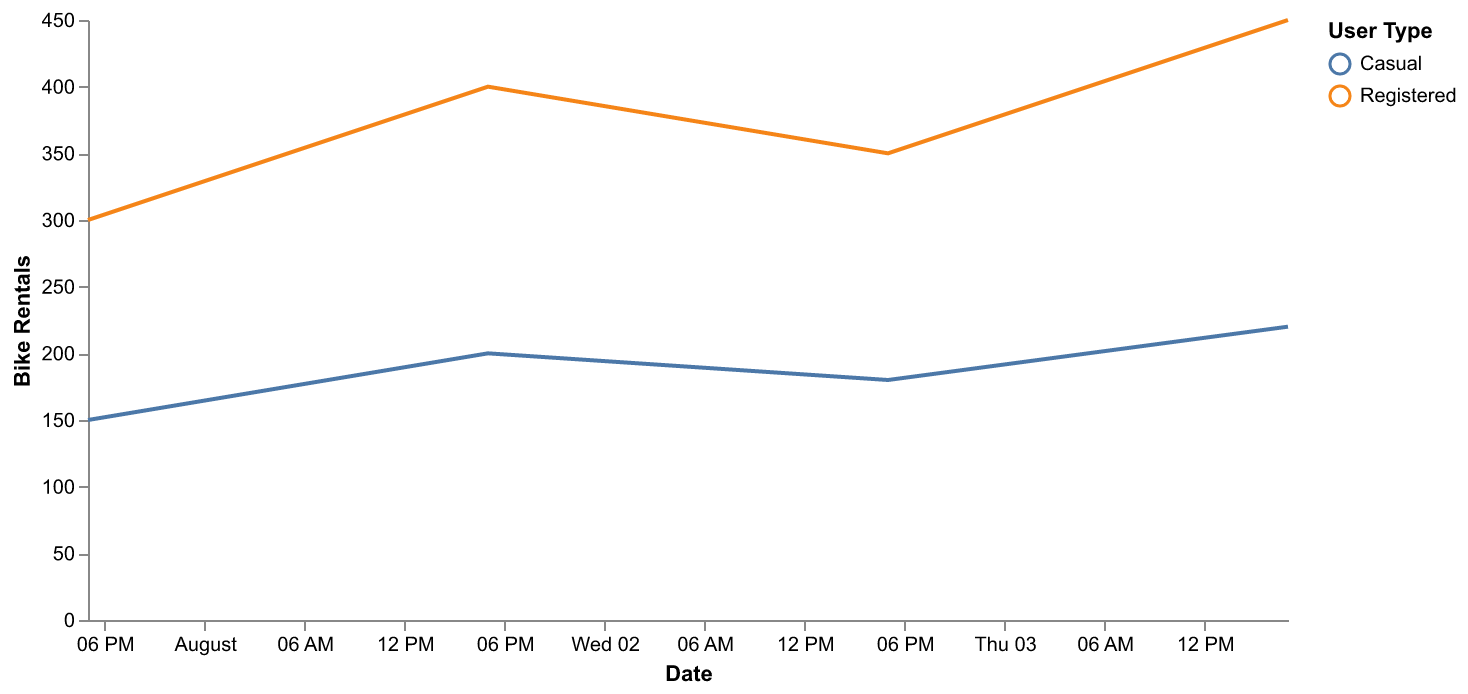 450
400
350
300
250
200
150
100
50
0
Bike Rentals
06 PM August 06 AM 12 PM 06 PM Wed 02 06 AM 12 PM 06 PM Thu 03 06 AM 12 PM
Date
User Type
Casual
Registered